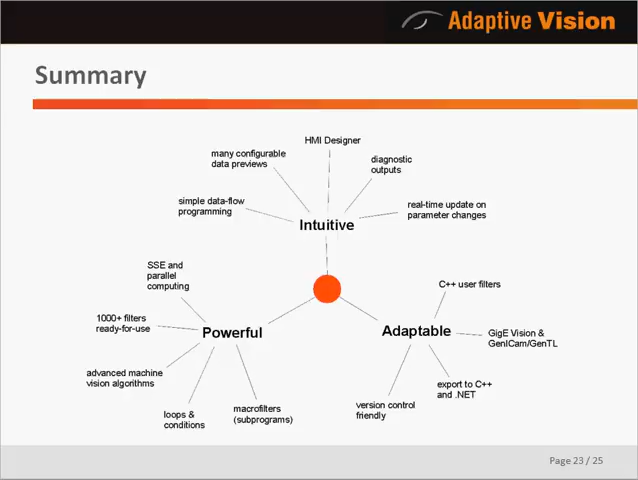 Adaptive Vision
Summary
HMI Designer
many configurable
data previews
diagnostic
outputs
simple data-flow
programming
real-time update on
parameter changes
Intuitive
SSE and
parallel
computing
C++ user filters
1000+ filters
ready-for-use
Powerful
Adaptable
GigE Vision &
GenICam/GenTL
advanced machine
vision algorithms
export to C++
and .NET
loops &
conditions
macrofilters
(subprograms)
version control
friendly
Page 23 / 25